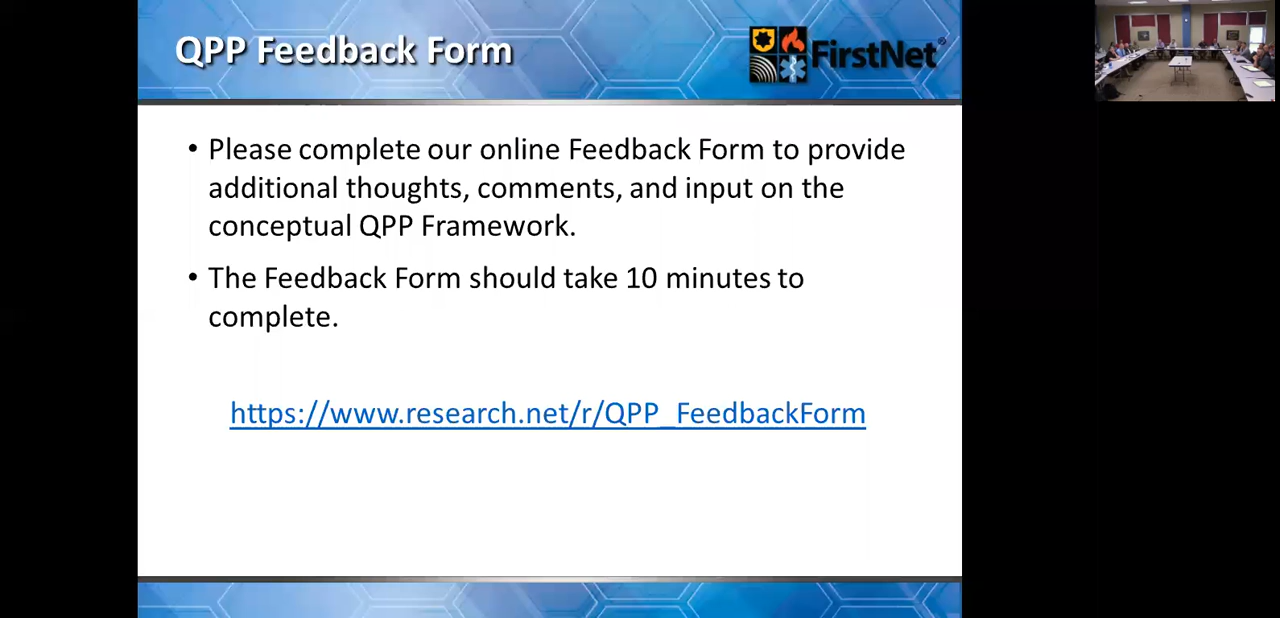 QPP Feedback Form
FirstNet®
• Please complete our online Feedback Form to provide
additional thoughts, comments, and input on the
conceptual QPP Framework.
• The Feedback Form should take 10 minutes to
complete.
https://www.research.net/r/QPP_FeedbackForm